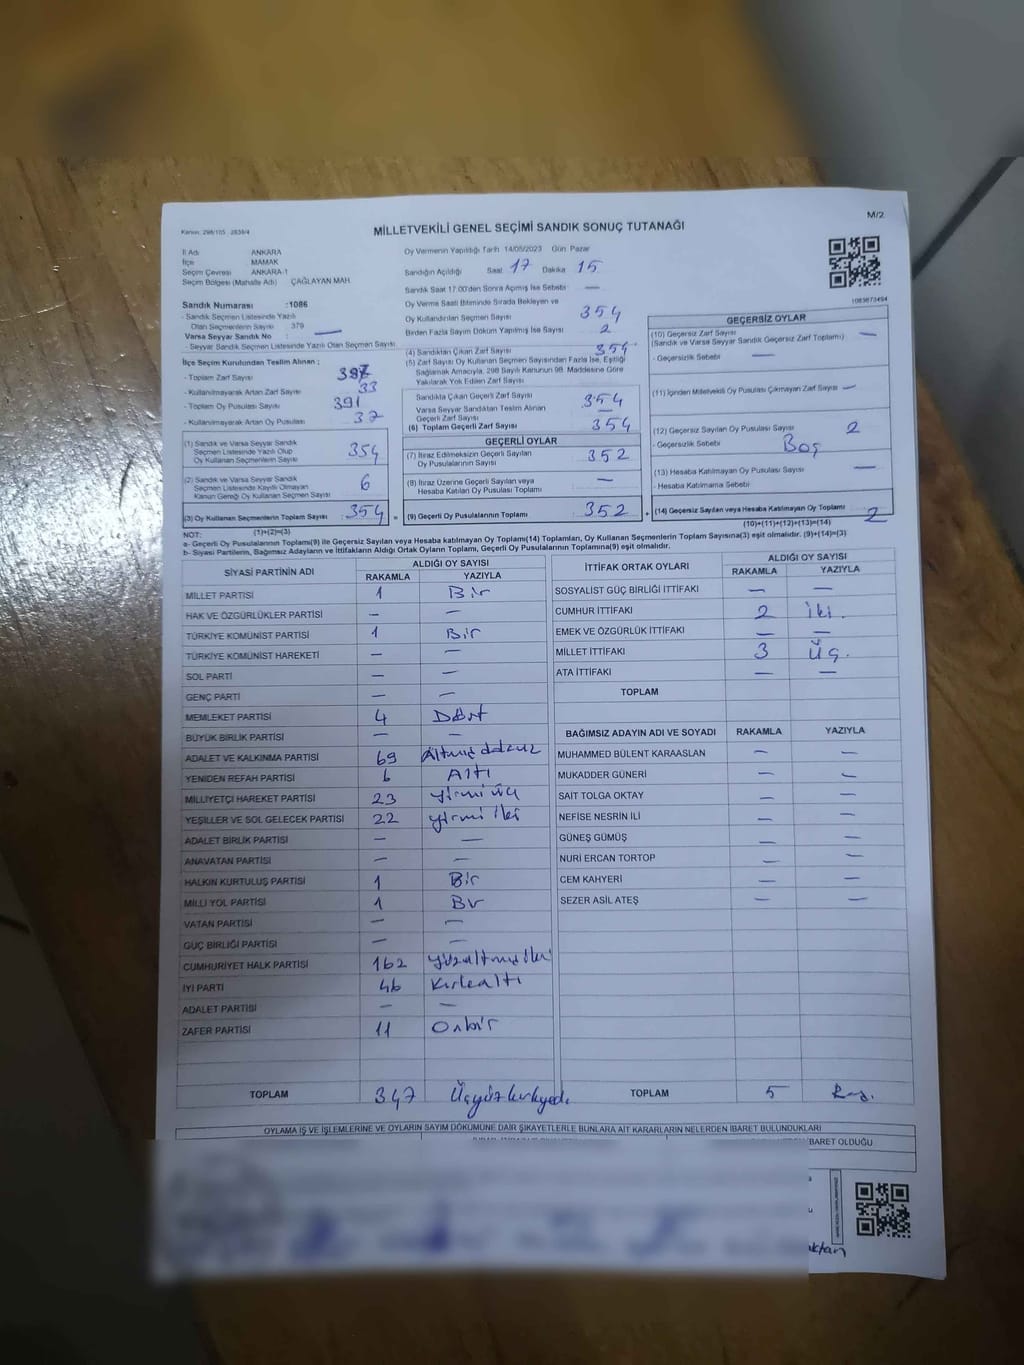 M/2
Kanun: 298/105 , 2839/4
MİLLETVEKİLİ GENEL SEÇİMİ SANDIK SONUÇ TUTANAĞI
İl Adı ANKARA
İlçe MAMAK
Seçim Çevresi ANKARA-1
Seçim Bölgesi (Mahalle Adı) ÇAĞLAYAN MAH.
Oy Vermenin Yapıldığı Tarih 14/05/2023 Gün Pazar
Sandığın Açıldığı Saat 17 Dakika 15
Sandık Saat 17:00'den Sonra Açılmış İse Sebebi : —
1083673494
Sandık Numarası :1086
- Sandık Seçmen Listesinde Yazılı
Olan Seçmenlerin Sayısı : 379
Varsa Seyyar Sandık No : —
- Seyyar Sandık Seçmen Listesinde Yazılı Olan Seçmen Sayısı
Oy Verme Saati Bitiminde Sırada Bekleyen ve
Oy Kullandırılan Seçmen Sayısı 354
Birden Fazla Sayım Döküm Yapılmış İse Sayısı 2
İlçe Seçim Kurulundan Teslim Alınan ;
- Toplam Zarf Sayısı
- Kullanılmayarak Artan Zarf Sayısı 33
- Toplam Oy Pusulası Sayısı 391
- Kullanılmayarak Artan Oy Pusulası 37
(4) Sandıktan Çıkan Zarf Sayısı 354
(5) Zarf Sayısı Oy Kullanan Seçmen Sayısından Fazla İse, Eşitliği
Sağlamak Amacıyla, 298 Sayılı Kanunun 98. Maddesine Göre
Yakılarak Yok Edilen Zarf Sayısı
Sandıkta Çıkan Geçerli Zarf Sayısı 354
Varsa Seyyar Sandıktan Teslim Alınan
Geçerli Zarf Sayısı —
(6) Toplam Geçerli Zarf Sayısı 354
(1) Sandık ve Varsa Seyyar Sandık
Seçmen Listesinde Yazılı Olup
Oy Kullanan Seçmenlerin Sayısı 354
(2) Sandık ve Varsa Seyyar Sandık
Seçmen Listesinde Kayıtlı Olmayan
Kanun Gereği Oy Kullanan Seçmen Sayısı 6
(3) Oy Kullanan Seçmenlerin Toplam Sayısı 354
(1)+(2)=(3)
GEÇERLİ OYLAR
(7) İtiraz Edilmeksizin Geçerli Sayılan
Oy Pusulalarının Sayısı 352
(8) İtiraz Üzerine Geçerli Sayılan veya
Hesaba Katılan Oy Pusulası Toplamı —
= (9) Geçerli Oy Pusulalarının Toplamı 352
GEÇERSİZ OYLAR
(10) Geçersiz Zarf Sayısı
(Sandık ve Varsa Seyyar Sandık Geçersiz Zarf Toplamı) —
- Geçersizlik Sebebi —
(11) İçinden Milletvekili Oy Pusulası Çıkmayan Zarf Sayısı —
(12) Geçersiz Sayılan Oy Pusulası Sayısı 2
- Geçersizlik Sebebi Boş
(13) Hesaba Katılmayan Oy Pusulası Sayısı —
- Hesaba Katılmama Sebebi
+ (14) Geçersiz Sayılan veya Hesaba Katılmayan Oy Toplamı 2
(10)+(11)+(12)+(13)=(14)
NOT:
a- Geçerli Oy Pusulalarının Toplamı(9) ile Geçersiz Sayılan veya Hesaba katılmayan Oy Toplamı(14) Toplamları, Oy Kullanan Seçmenlerin Toplam Sayısına(3) eşit olmalıdır. (9)+(14)=(3)
b- Siyasi Partilerin, Bağımsız Adayların ve İttifakların Aldığı Ortak Oyların Toplamı, Geçerli Oy Pusulalarının Toplamına(9) eşit olmalıdır.
SİYASİ PARTİNİN ADI ALDIĞI OY SAYISI
RAKAMLA YAZIYLA
MİLLET PARTİSİ 1 Bir
HAK VE ÖZGÜRLÜKLER PARTİSİ — —
TÜRKİYE KOMÜNİST PARTİSİ 1 Bir
TÜRKİYE KOMÜNİST HAREKETİ — —
SOL PARTİ — —
GENÇ PARTİ — —
MEMLEKET PARTİSİ 4 Dört
BÜYÜK BİRLİK PARTİSİ — —
ADALET VE KALKINMA PARTİSİ 69 Altmış dokuz
YENİDEN REFAH PARTİSİ 6 Altı
MİLLİYETÇİ HAREKET PARTİSİ 23 yirmi üç
YEŞİLLER VE SOL GELECEK PARTİSİ 22 yirmi iki
ADALET BİRLİK PARTİSİ — —
ANAVATAN PARTİSİ — —
HALKIN KURTULUŞ PARTİSİ 1 Bir
MİLLİ YOL PARTİSİ 1 Bir
VATAN PARTİSİ — —
GÜÇ BİRLİĞİ PARTİSİ — —
CUMHURİYET HALK PARTİSİ 162 yüzaltmışiki
İYİ PARTİ 46 Kırkaltı
ADALET PARTİSİ — —
ZAFER PARTİSİ 11 Onbir
TOPLAM 347 Üçyüzkırkyedi
İTTİFAK ORTAK OYLARI ALDIĞI OY SAYISI
RAKAMLA YAZIYLA
SOSYALİST GÜÇ BİRLİĞİ İTTİFAKI — —
CUMHUR İTTİFAKI 2 iki.
EMEK VE ÖZGÜRLÜK İTTİFAKI — —
MİLLET İTTİFAKI 3 Üç.
ATA İTTİFAKI — —
TOPLAM
BAĞIMSIZ ADAYIN ADI VE SOYADI RAKAMLA YAZIYLA
MUHAMMED BÜLENT KARAASLAN — —
MUKADDER GÜNERİ — —
SAİT TOLGA OKTAY — —
NEFİSE NESRİN İLİ — —
GÜNEŞ GÜMÜŞ — —
NURİ ERCAN TORTOP — —
CEM KAHYERİ — —
SEZER ASİL ATEŞ — —
TOPLAM 5
OYLAMA İŞ VE İŞLEMLERİNE VE OYLARIN SAYIM DÖKÜMÜNE DAİR ŞİKAYETLERLE BUNLARA AİT KARARLARIN NELERDEN İBARET BULUNDUKLARI
İBARET OLDUĞU